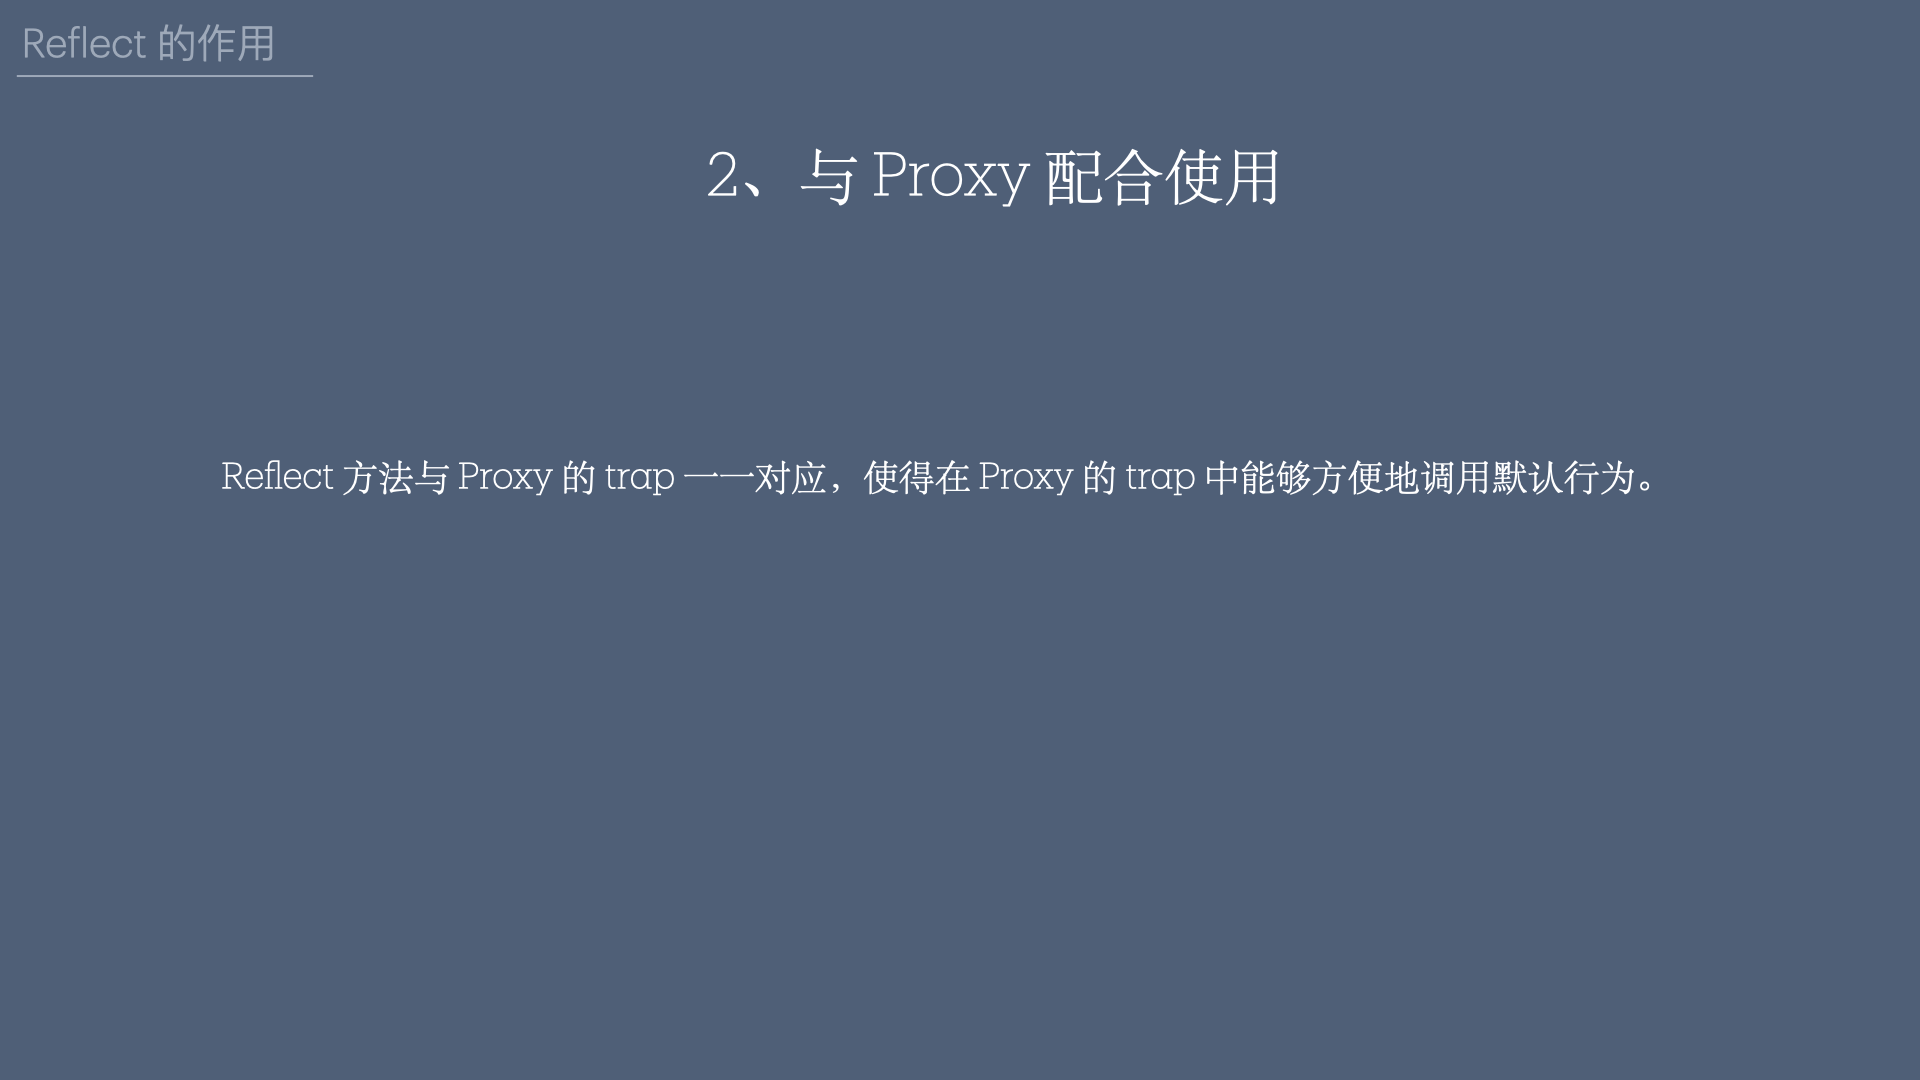 Reflect 的作用
2、与 Proxy 配合使用
Reflect 方法与 Proxy 的 trap 一一对应，使得在 Proxy 的 trap 中能够方便地调用默认行为。